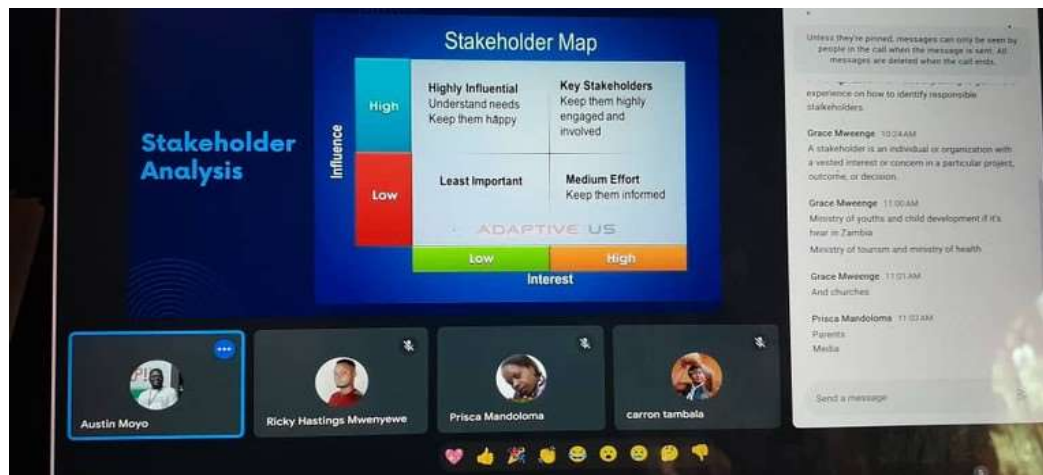 Stakeholder
Analysis
Stakeholder Map
Influence
High
Low
Highly Influential
Understand needs
Keep them happy
Key Stakeholders
Keep them highly
engaged and
involved
Least Important
Medium Effort
Keep them informed
ADAPTIVE US
Low
High
Interest
Austin Moyo
Ricky Hastings Mwenyewe
Prisca Mandoloma
carron tambala
Unless they're pinned, messages can only be seen by
people in the call when the message is sent. All
messages are deleted when the call ends.
experience on how to identify responsible
stalkeholders.
Grace Mweenge 10:24 AM
A stakeholder is an individual or organization with
a vested interest or concern in a particular project,
outcome, or decision.
Grace Mweenge 11:00 AM
Ministry of youths and child development if it's
hear in Zambia
Ministry of tourism and ministry of health
Grace Mweenge 11:01 AM
And churches
Prisca Mandoloma 11:03 AM
Parents
Media
Send a message